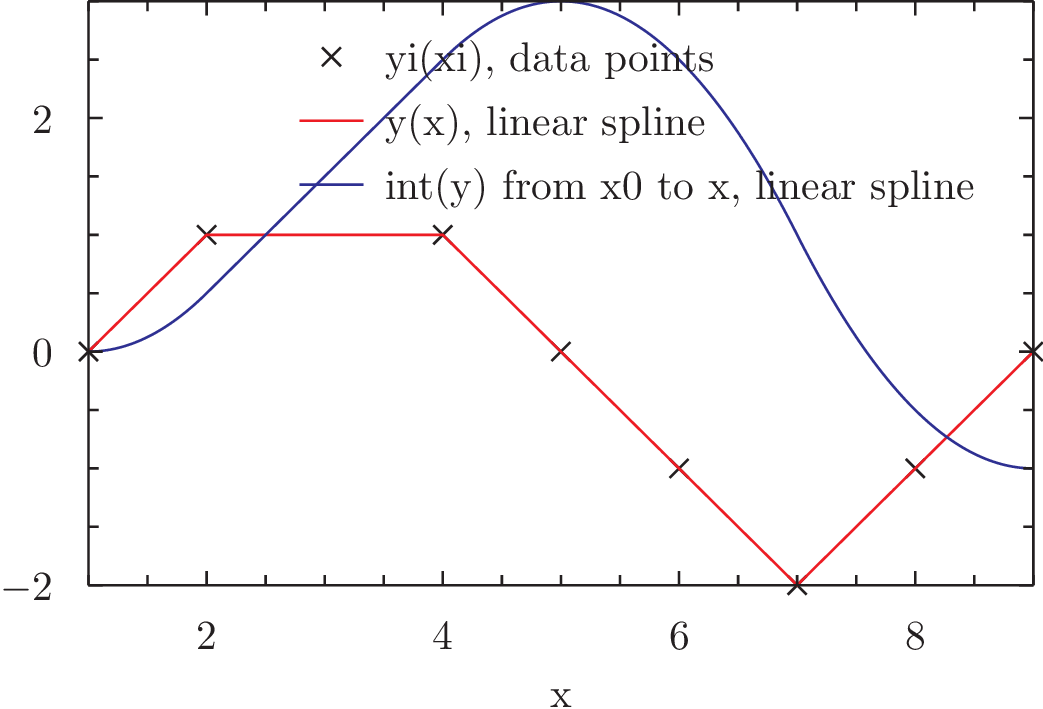 yi(xi), data points
y(x), linear spline
int(y) from x0 to x, linear spline
2
0
−2
2 4 6 8
x